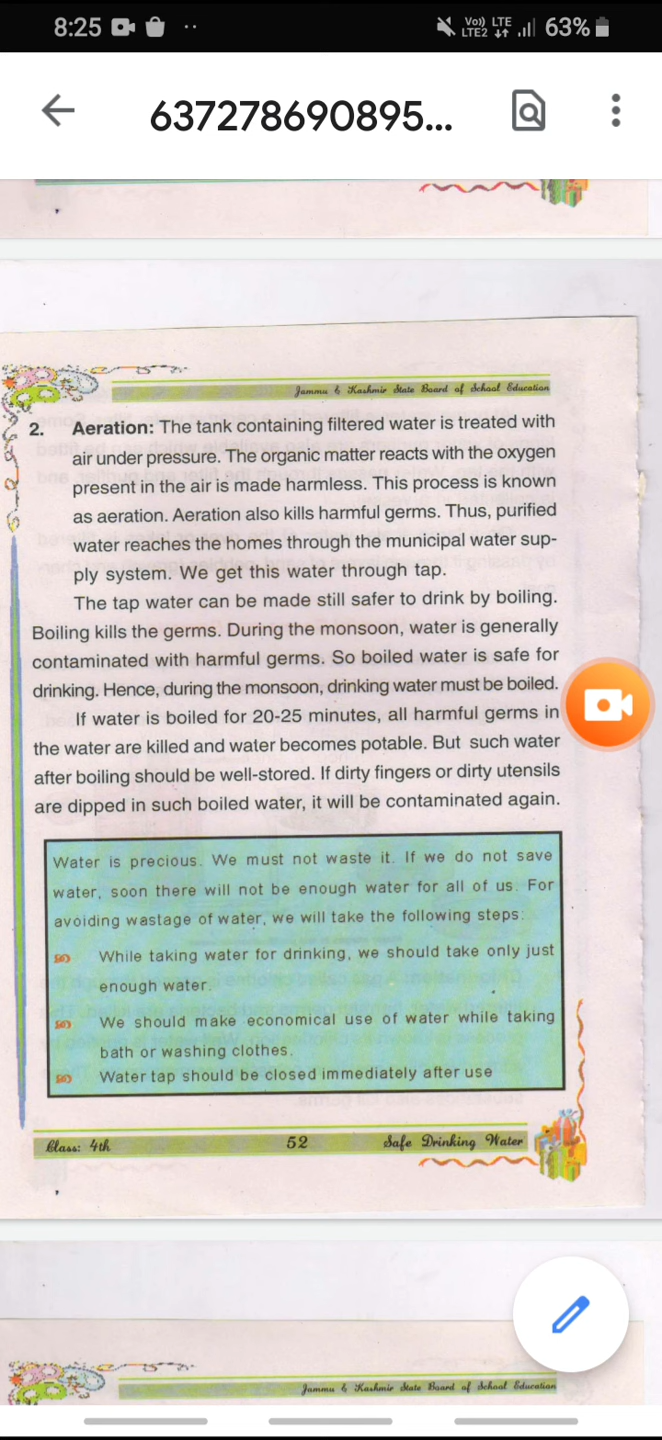 8:25
Vo)) LTE
LTE2
63%
637278690895...
Jammu & Kashmir State Board of School Education
2. Aeration: The tank containing filtered water is treated with
air under pressure. The organic matter reacts with the oxygen
present in the air is made harmless. This process is known
as aeration. Aeration also kills harmful germs. Thus, purified
water reaches the homes through the municipal water sup-
ply system. We get this water through tap.
The tap water can be made still safer to drink by boiling.
Boiling kills the germs. During the monsoon, water is generally
contaminated with harmful germs. So boiled water is safe for
drinking. Hence, during the monsoon, drinking water must be boiled.
If water is boiled for 20-25 minutes, all harmful germs in
the water are killed and water becomes potable. But such water
after boiling should be well-stored. If dirty fingers or dirty utensils
are dipped in such boiled water, it will be contaminated again.
Water is precious. We must not waste it. If we do not save
water, soon there will not be enough water for all of us. For
avoiding wastage of water, we will take the following steps:
While taking water for drinking, we should take only just
enough water.
We should make economical use of water while taking
bath or washing clothes.
Water tap should be closed immediately after use
Class: 4th 52 Safe Drinking Water
Jammu & Kashmir State Board of School Education